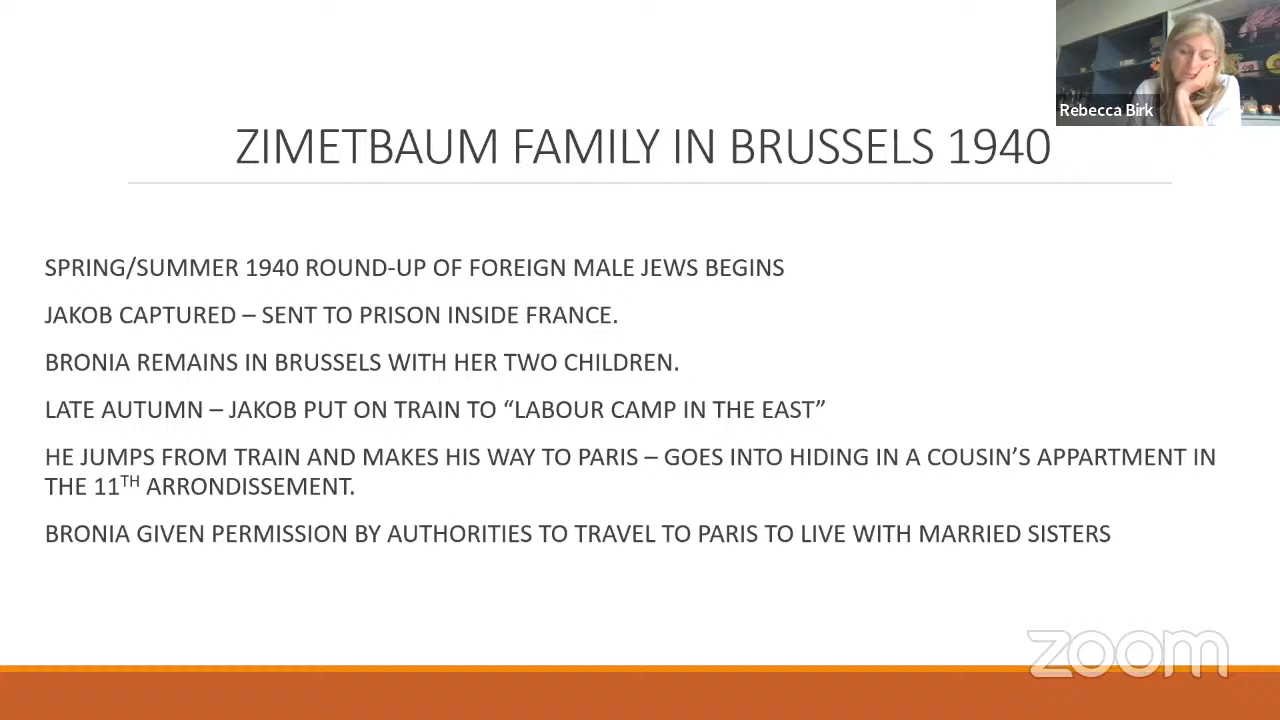 Rebecca Birk
ZIMETBAUM FAMILY IN BRUSSELS 1940
SPRING/SUMMER 1940 ROUND-UP OF FOREIGN MALE JEWS BEGINS
JAKOB CAPTURED – SENT TO PRISON INSIDE FRANCE.
BRONIA REMAINS IN BRUSSELS WITH HER TWO CHILDREN.
LATE AUTUMN – JAKOB PUT ON TRAIN TO “LABOUR CAMP IN THE EAST”
HE JUMPS FROM TRAIN AND MAKES HIS WAY TO PARIS – GOES INTO HIDING IN A COUSIN’S APPARTMENT IN
THE 11TH ARRONDISSEMENT.
BRONIA GIVEN PERMISSION BY AUTHORITIES TO TRAVEL TO PARIS TO LIVE WITH MARRIED SISTERS
zoom